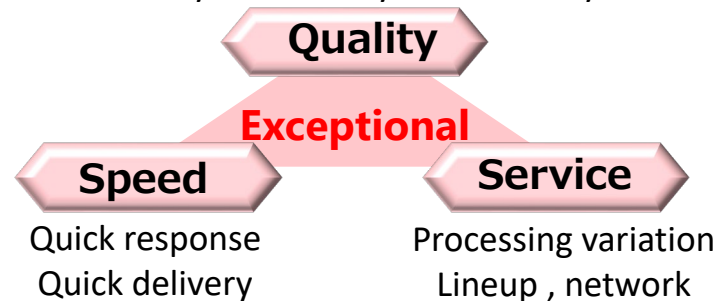 Quality
Exceptional
Speed
Service
Quick response
Quick delivery
Processing variation
Lineup , network